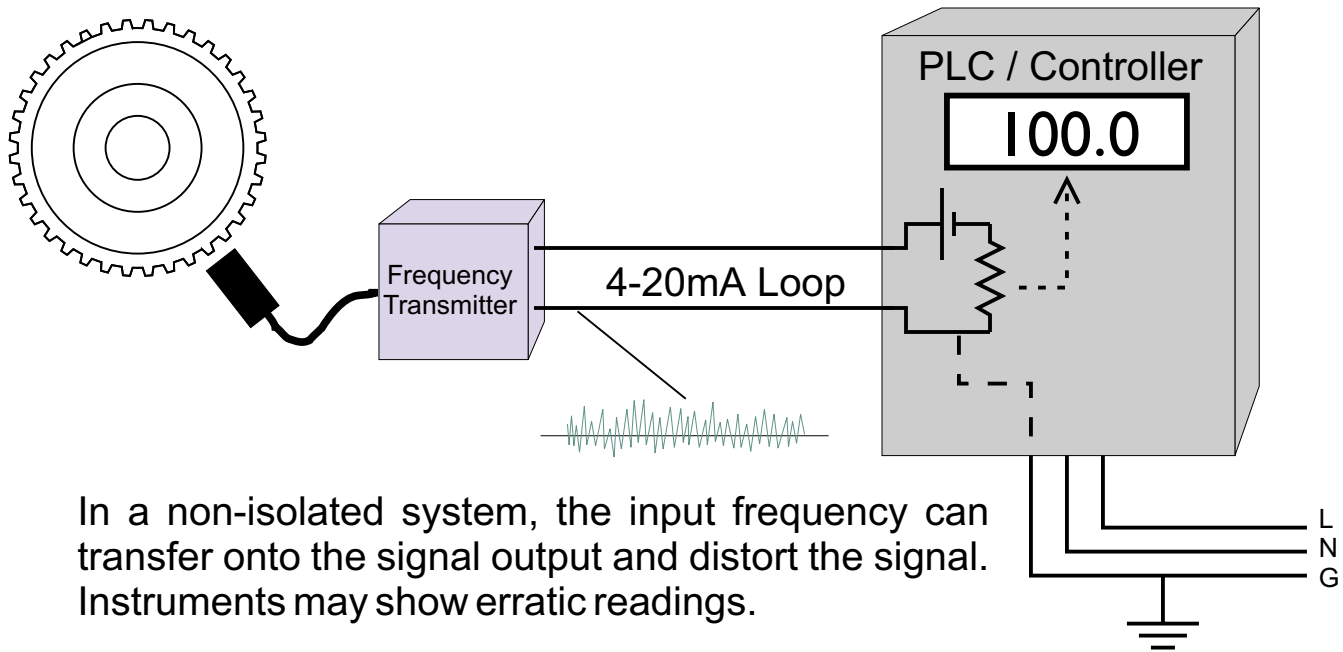 PLC / Controller
100.0
Frequency
Transmitter
4-20mA Loop
In a non-isolated system, the input frequency can
transfer onto the signal output and distort the signal.
Instruments may show erratic readings.
L
N
G